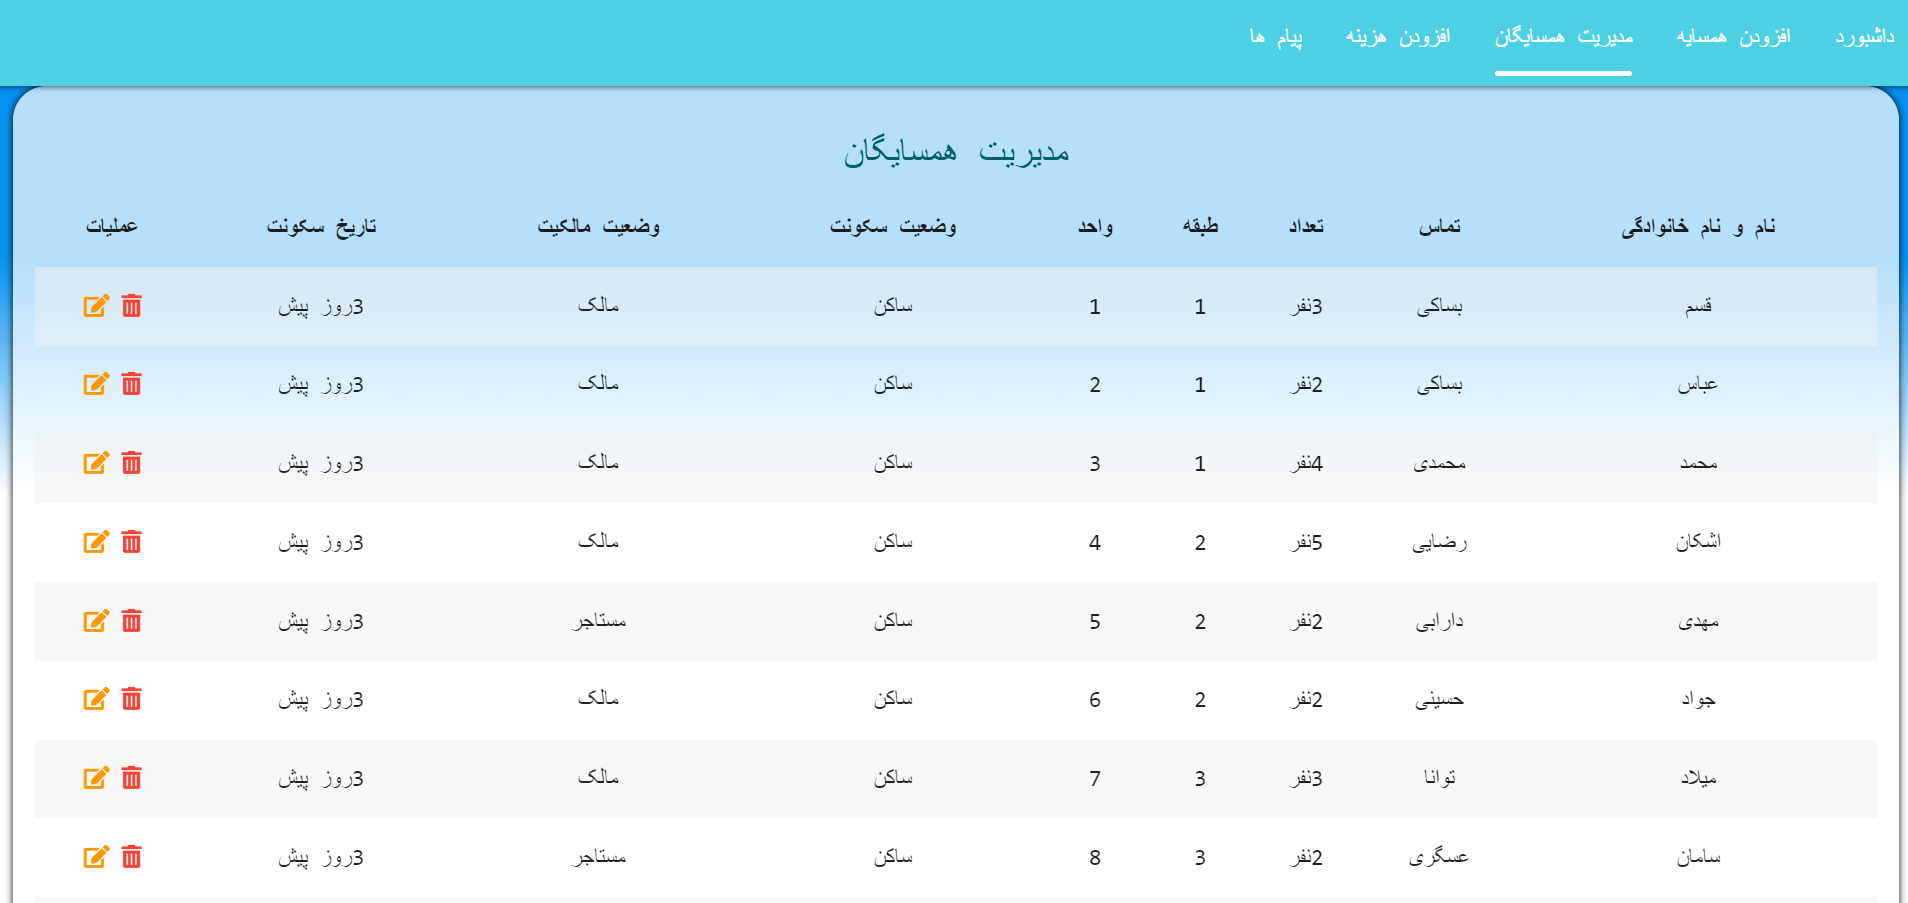 داشبورد افزودن همسایه مدیریت همسایگان افزودن هزینه پیام ها
مدیریت همسایگان
نام و نام خانوادگی تماس تعداد طبقه واحد وضعیت سکونت وضعیت مالکیت تاریخ سکونت عملیات
قسم بساکی 3نفر 1 1 ساکن مالک 3روز پیش
عباس بساکی 2نفر 1 2 ساکن مالک 3روز پیش
محمد محمدی 4نفر 1 3 ساکن مالک 3روز پیش
اشکان رضایی 5نفر 2 4 ساکن مالک 3روز پیش
مهدی دارابی 2نفر 2 5 ساکن مستاجر 3روز پیش
جواد حسینی 2نفر 2 6 ساکن مالک 3روز پیش
میلاد توانا 3نفر 3 7 ساکن مالک 3روز پیش
سامان عسگری 2نفر 3 8 ساکن مستاجر 3روز پیش